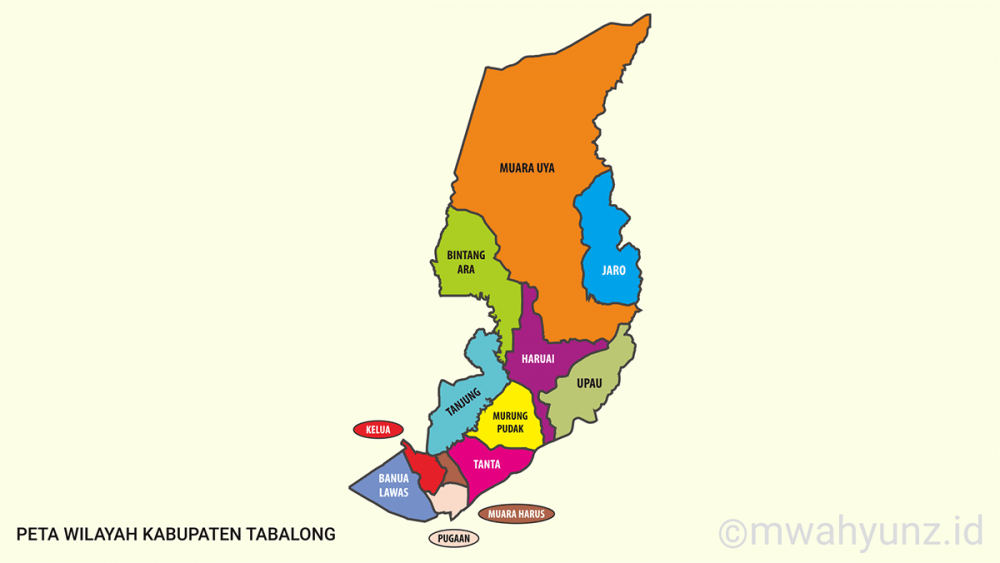 MUARA UYA
BINTANG
ARA
JARO
HARUAI
UPAU
TANJUNG
MURUNG
PUDAK
KELUA
TANTA
BANUA
LAWAS
MUARA HARUS
PUGAAN
PETA WILAYAH KABUPATEN TABALONG
©mwahyunz.id